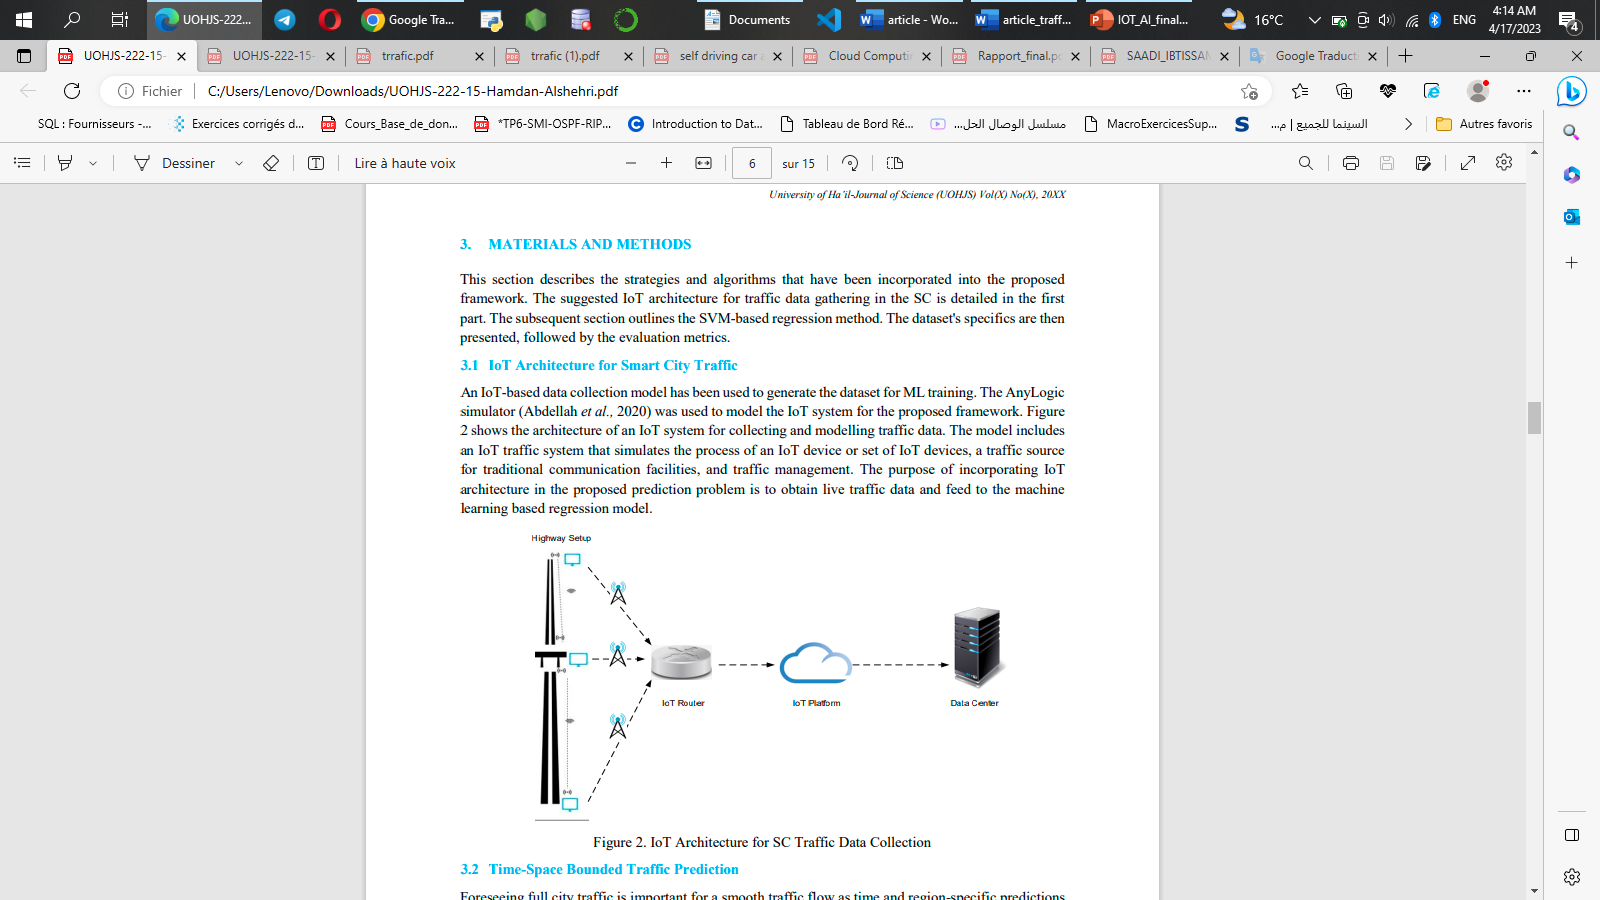 UOHJS-222...
Google Tra...
Documents
article - Wo...
article_traff...
IOT_AI_final...
16°C
ENG
4:14 AM
4/17/2023
4
UOHJS-222-15-
UOHJS-222-15-
trrafic.pdf
trrafic (1).pdf
self driving car a
Cloud Computin
Rapport_final.pd
SAADI_IBTISSAM
Google Traducti
Fichier
C:/Users/Lenovo/Downloads/UOHJS-222-15-Hamdan-Alshehri.pdf
SQL : Fournisseurs -...
Exercices corrigés d...
Cours_Base_de_don...
*TP6-SMI-OSPF-RIP...
Introduction to Dat...
Tableau de Bord Ré...
مسلسل الوصال الحل...
MacroExercicesSup...
السينما للجميع | م...
Autres favoris
Dessiner
Lire à haute voix
6
sur 15
University of Ha'il-Journal of Science (UOHJS) Vol(X) No(X), 20XX
3. MATERIALS AND METHODS
This section describes the strategies and algorithms that have been incorporated into the proposed
framework. The suggested IoT architecture for traffic data gathering in the SC is detailed in the first
part. The subsequent section outlines the SVM-based regression method. The dataset's specifics are then
presented, followed by the evaluation metrics.
3.1 IoT Architecture for Smart City Traffic
An IoT-based data collection model has been used to generate the dataset for ML training. The AnyLogic
simulator (Abdellah et al., 2020) was used to model the IoT system for the proposed framework. Figure
2 shows the architecture of an IoT system for collecting and modelling traffic data. The model includes
an IoT traffic system that simulates the process of an IoT device or set of IoT devices, a traffic source
for traditional communication facilities, and traffic management. The purpose of incorporating IoT
architecture in the proposed prediction problem is to obtain live traffic data and feed to the machine
learning based regression model.
Highway Setup
IoT Router
IoT Platform
Data Center
Figure 2. IoT Architecture for SC Traffic Data Collection
3.2 Time-Space Bounded Traffic Prediction
Foreseeing full city traffic is important for a smooth traffic flow as time and region-specific predictions